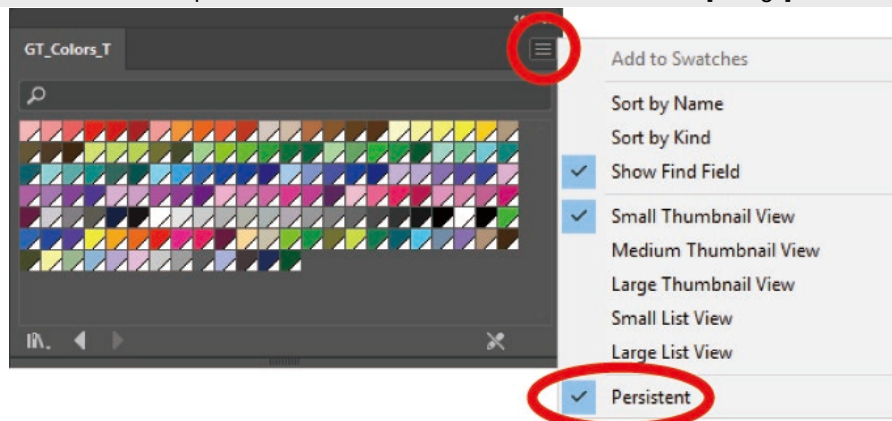 GT_Colors_T
Add to Swatches
Sort by Name
Sort by Kind
Show Find Field
Small Thumbnail View
Medium Thumbnail View
Large Thumbnail View
Small List View
Large List View
Persistent